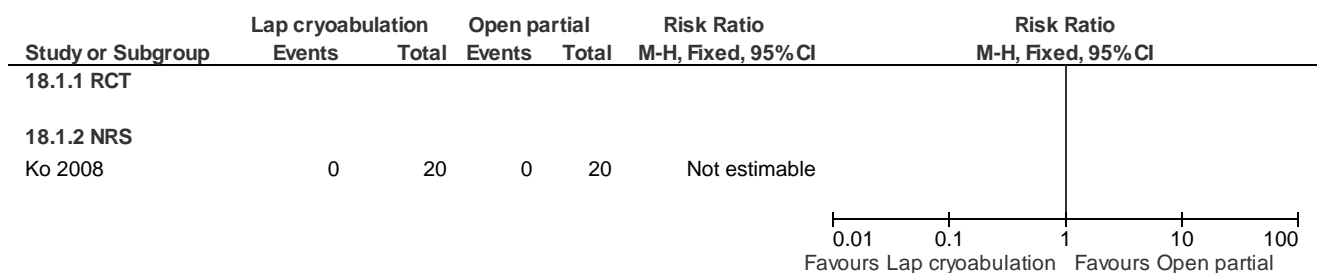 Lap cryoabulation Open partial Risk Ratio Risk Ratio
Study or Subgroup Events Total Events Total M-H, Fixed, 95% CI M-H, Fixed, 95% CI
18.1.1 RCT
18.1.2 NRS
Ko 2008 0 20 0 20 Not estimable
0.01 0.1 1 10 100
Favours Lap cryoabulation Favours Open partial